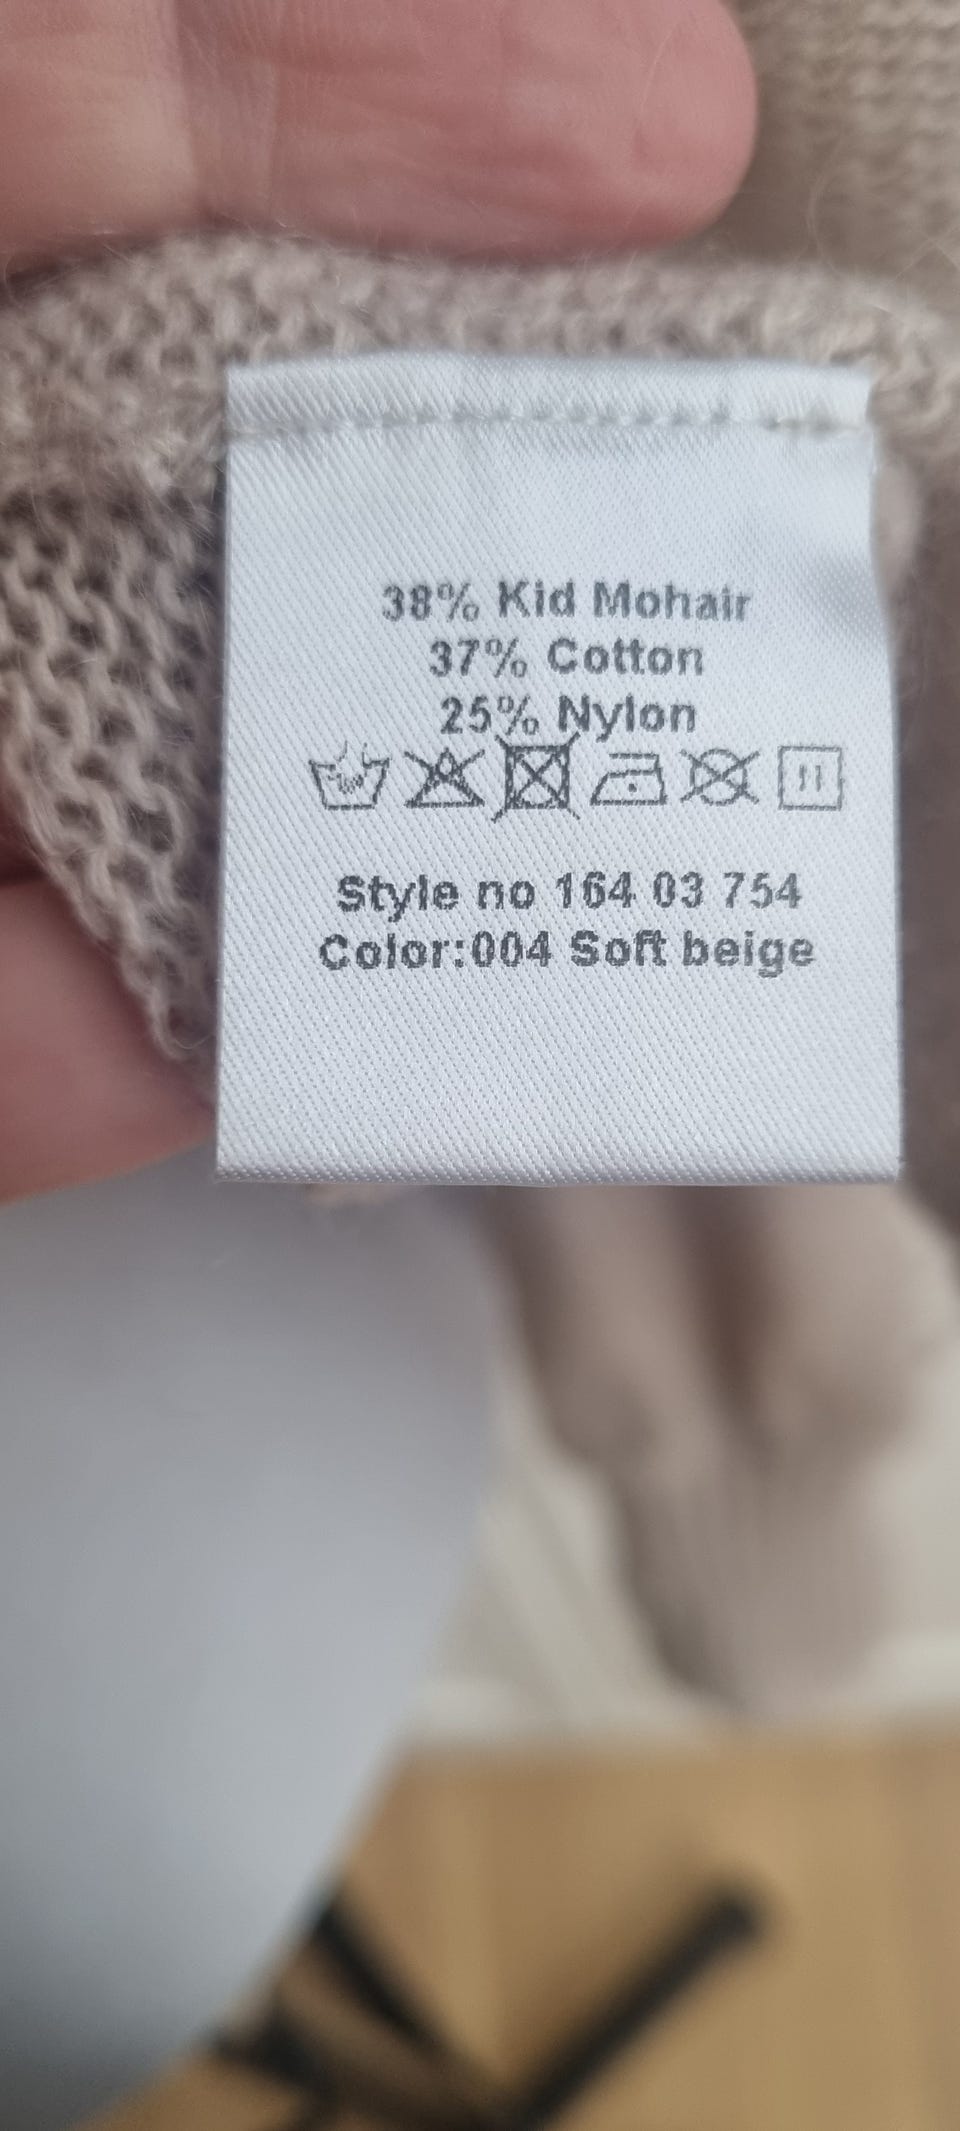 38% Kid Mohair
37% Cotton
25% Nylon
Style no 164 03 754
Color:004 Soft beige